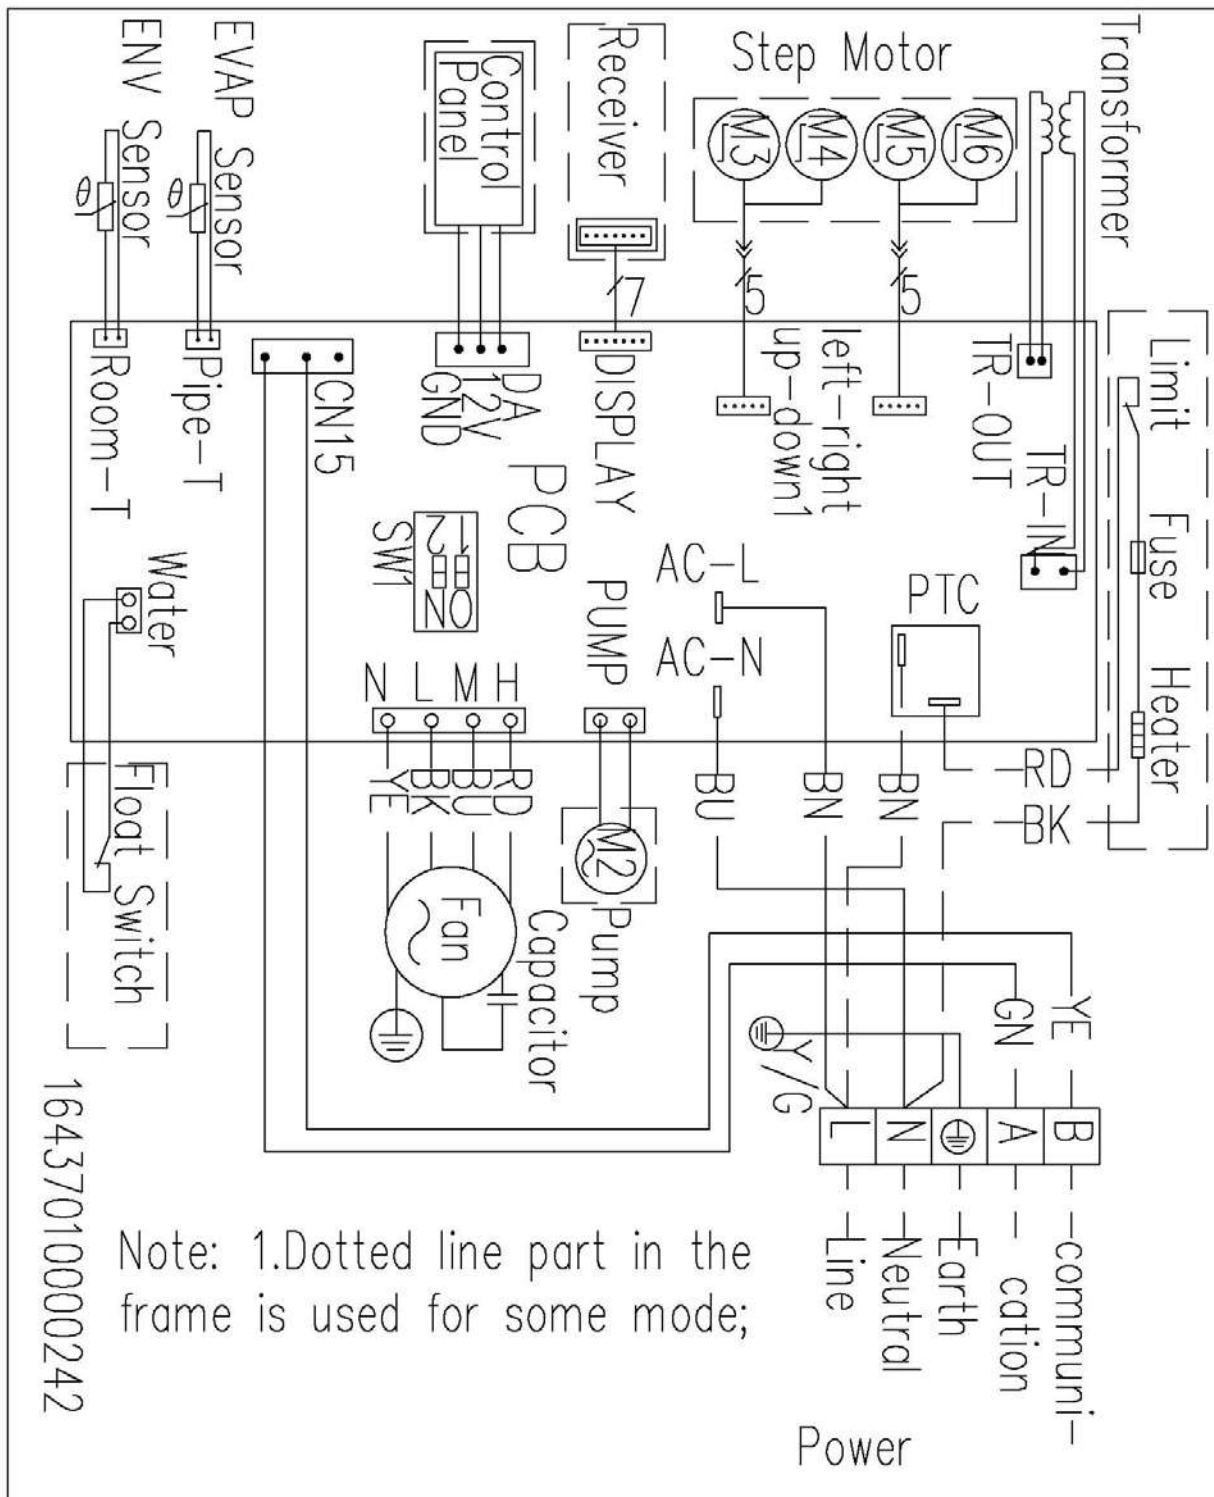 ENV Sensor
EVAP Sensor
θ
θ
Control
Panel
Receiver
Step Motor
M3
M4
M5
M6
Transformer
7
5
5
Room-T
Pipe-T
CN15
DA
12V
GND
DISPLAY
up-down1
left-right
TR-OUT
TR-IN
Limit
Fuse
Heater
PCB
SW1
1 2
ON
Water
PUMP
AC-L
AC-N
PTC
N L M H
YE
BK
BU
RD
BU
BN
BN
RD
BK
Float Switch
Fan
Capacitor
M2
Pump
YE
GN
Y/G
L
N
A
B
Line
Neutral
Earth
cation
communi-
Power
Note: 1.Dotted line part in the
frame is used for some mode;
1643701000242